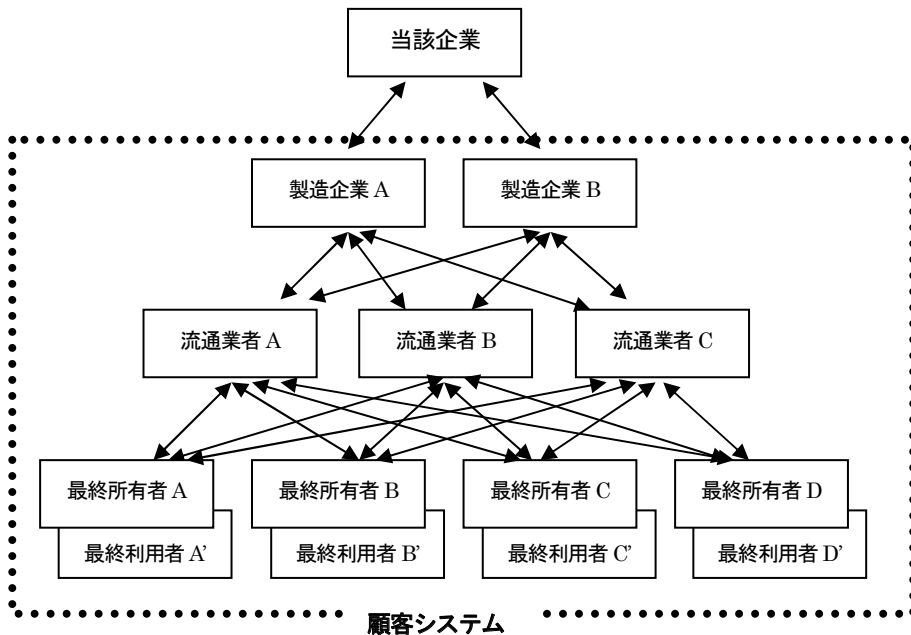 当該企業
製造企業 A
製造企業 B
流通業者 A
流通業者 B
流通業者 C
最終所有者 A
最終所有者 B
最終所有者 C
最終所有者 D
最終利用者 A’
最終利用者 B’
最終利用者 C’
最終利用者 D’
顧客システム